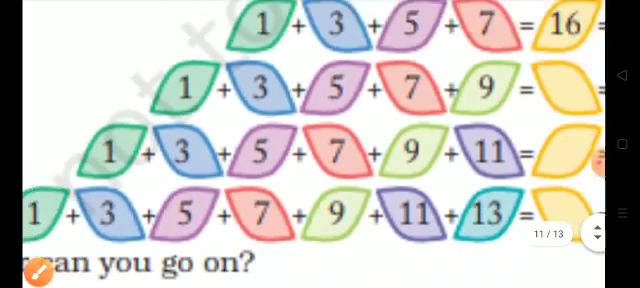 1 + 3 + 5 + 7 = 16 =
1 + 3 + 5 + 7 + 9 = =
1 + 3 + 5 + 7 + 9 + 11 = =
1 + 3 + 5 + 7 + 9 + 11 + 13 =
11 / 13
can you go on?